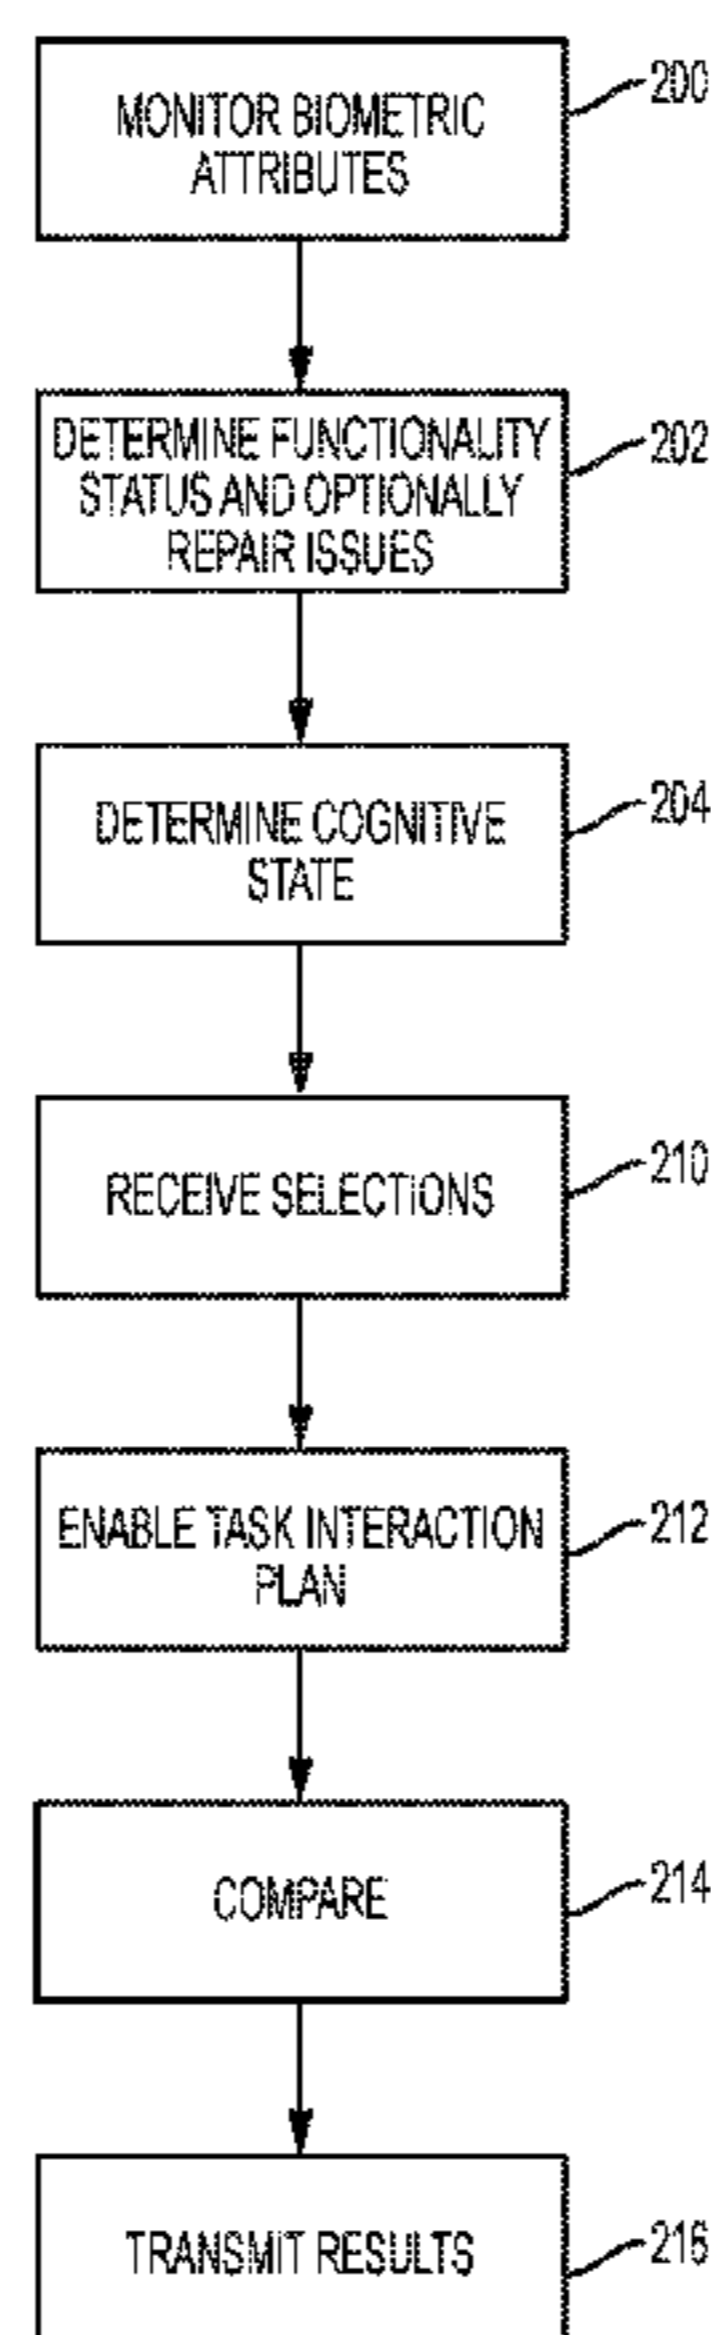 MONITOR BIOMETRIC
ATTRIBUTES
200
DETERMINE FUNCTIONALITY
STATUS AND OPTIONALLY
REPAIR ISSUES
202
DETERMINE COGNITIVE
STATE
204
RECEIVE SELECTIONS
210
ENABLE TASK INTERACTION
PLAN
212
COMPARE
214
TRANSMIT RESULTS
216